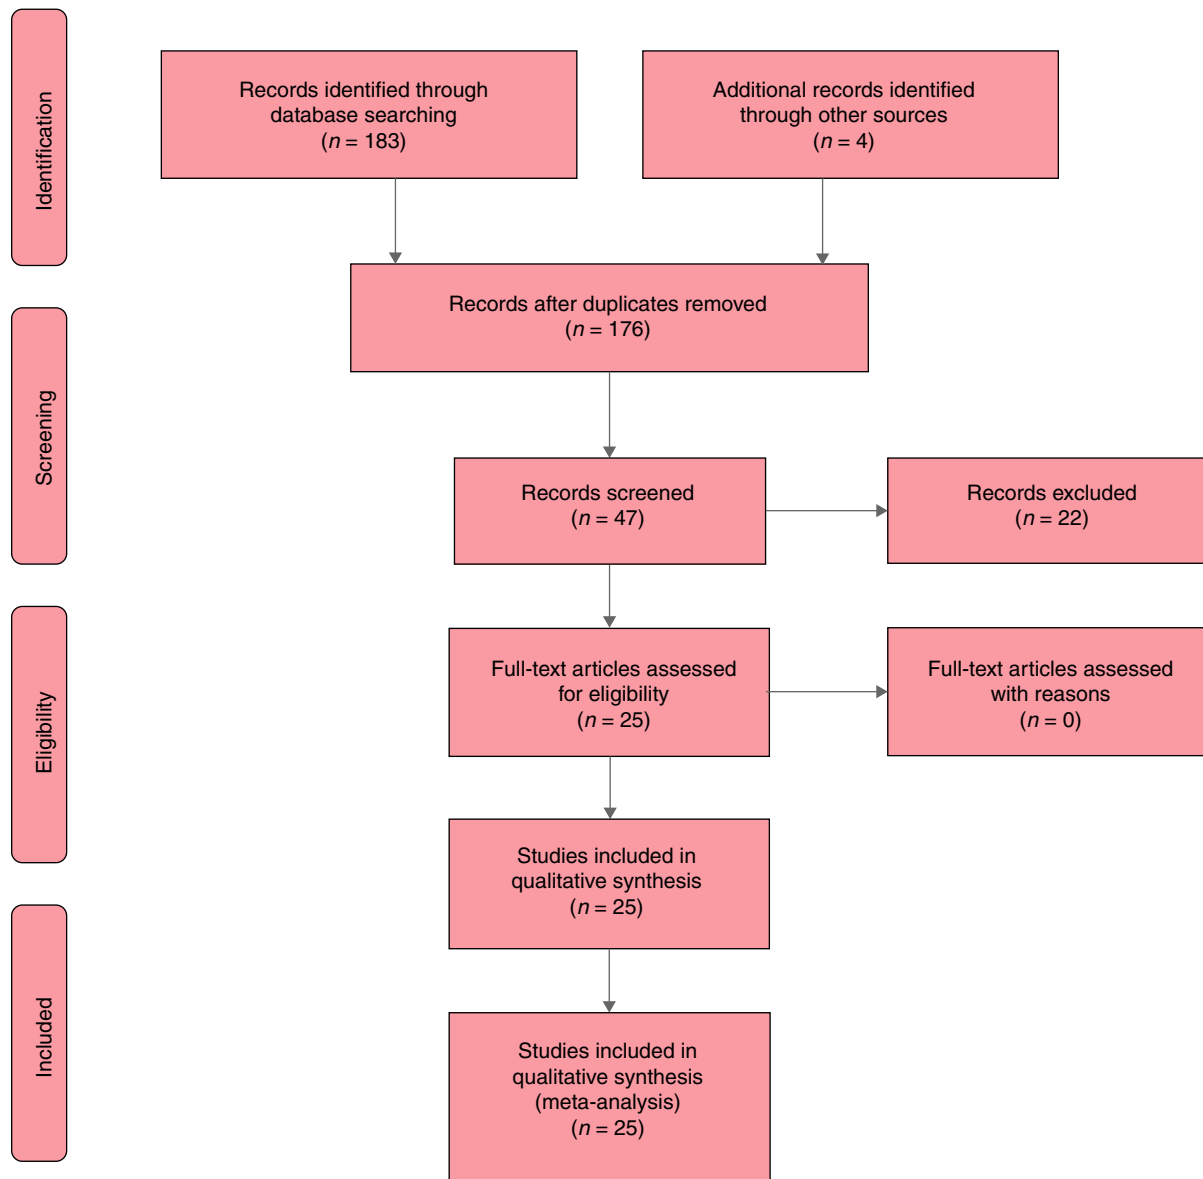 Identification
Records identified through
database searching
(n = 183)
Additional records identified
through other sources
(n = 4)
Records after duplicates removed
(n = 176)
Screening
Records screened
(n = 47)
Records excluded
(n = 22)
Eligibility
Full-text articles assessed
for eligibility
(n = 25)
Full-text articles assessed
with reasons
(n = 0)
Studies included in
qualitative synthesis
(n = 25)
Included
Studies included in
qualitative synthesis
(meta-analysis)
(n = 25)